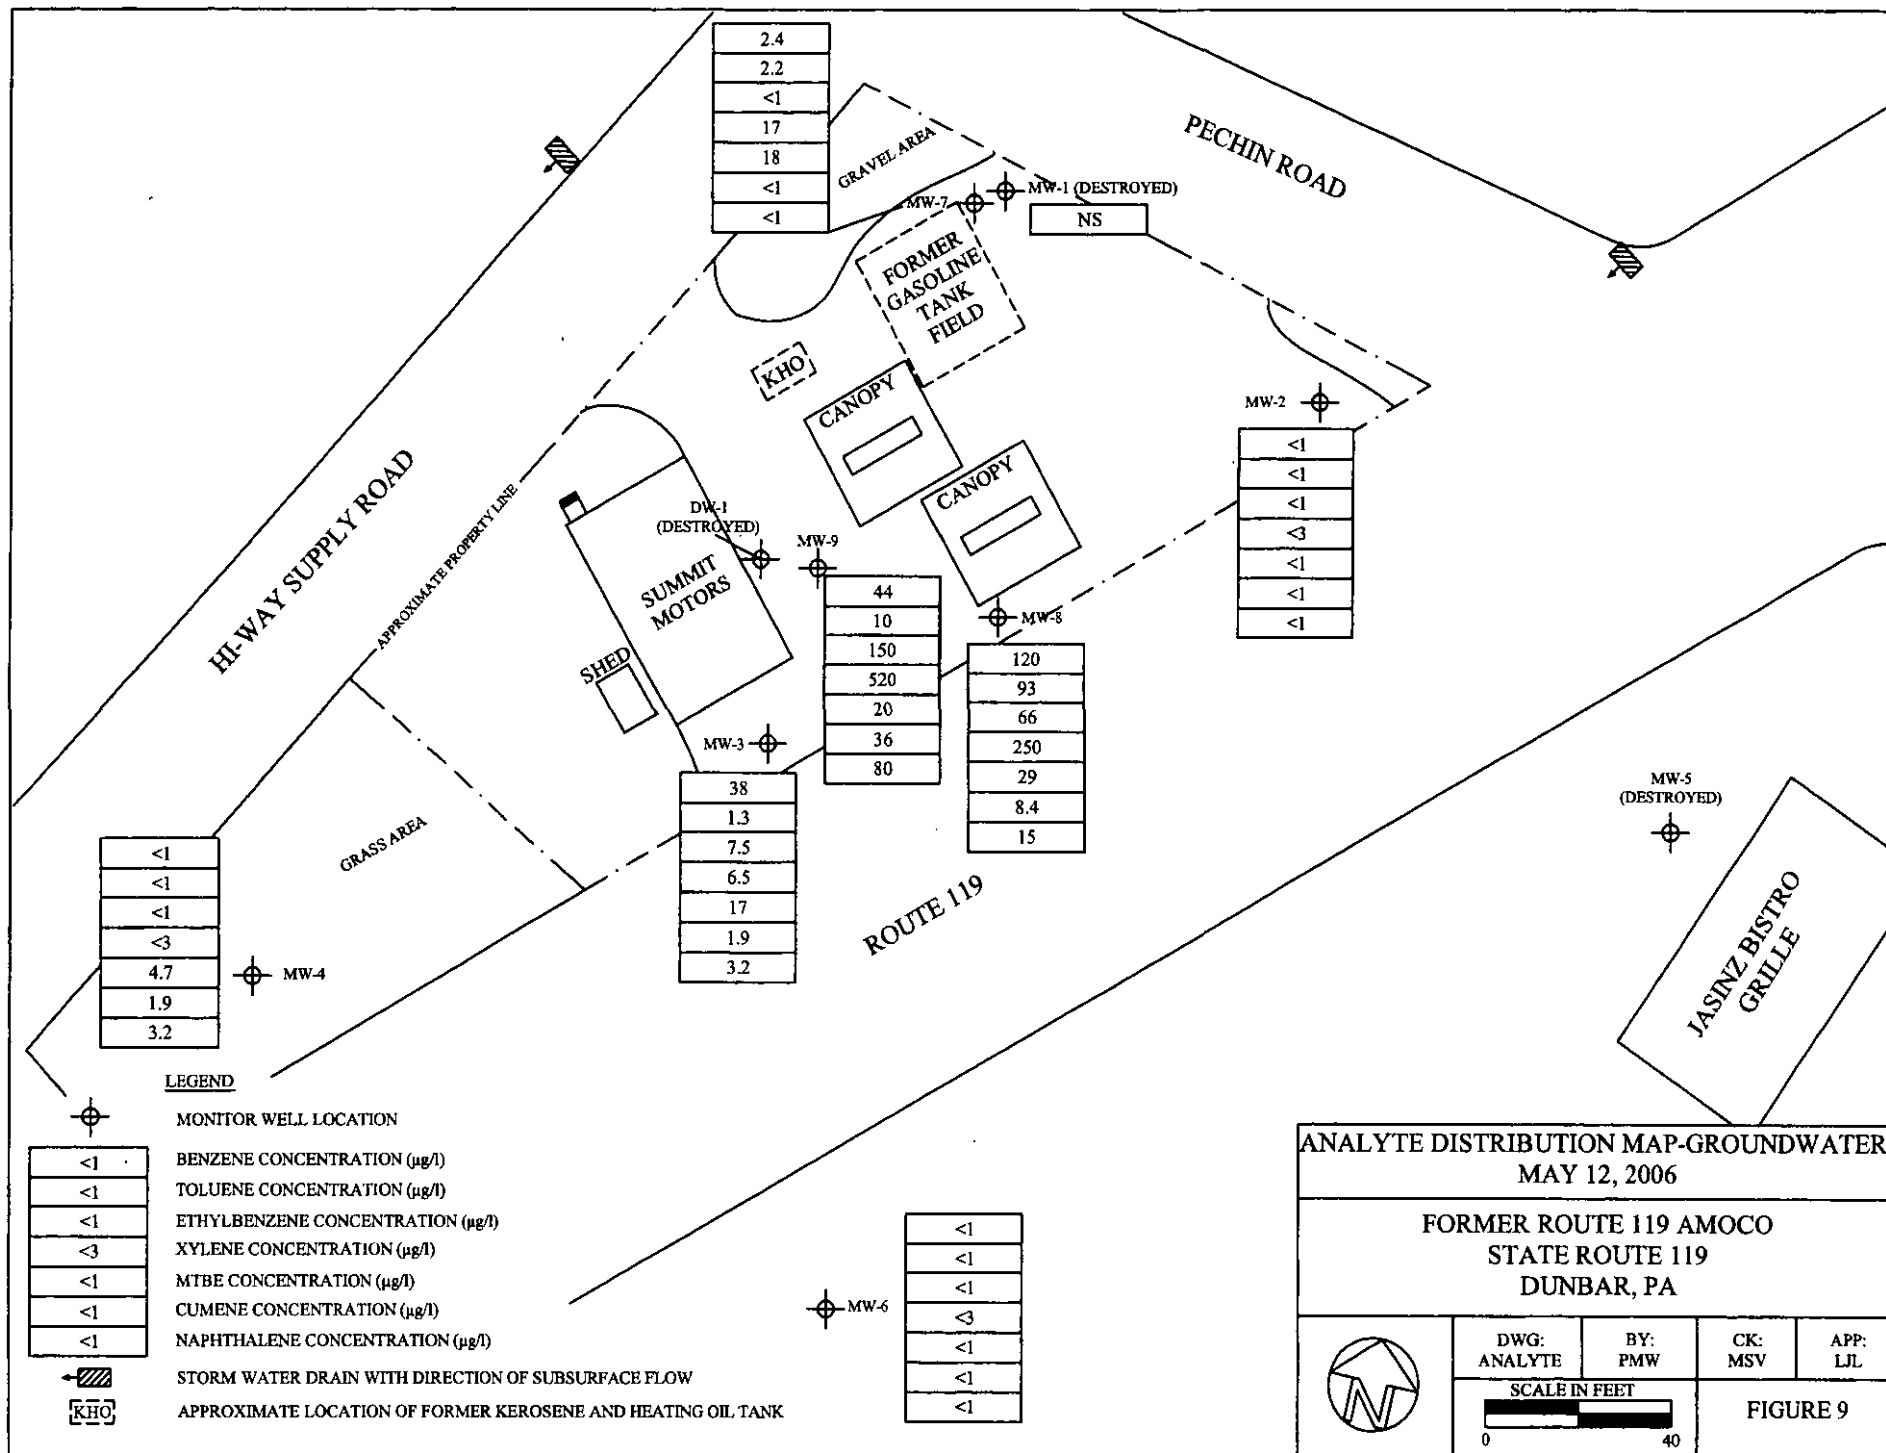 2.4
2.2
<1
17
18
<1
<1
GRAVEL AREA
PECHIN ROAD
MW-7
MW-1 (DESTROYED)
NS
FORMER
GASOLINE
TANK
FIELD
KHO
CANOPY
CANOPY
MW-2
<1
<1
<1
<3
<1
<1
<1
HI-WAY SUPPLY ROAD
APPROXIMATE PROPERTY LINE
DW-1
(DESTROYED)
MW-9
SUMMIT
MOTORS
SHED
44
10
150
520
20
36
80
MW-8
120
93
66
250
29
8.4
15
MW-3
38
1.3
7.5
6.5
17
1.9
3.2
GRASS AREA
ROUTE 119
MW-5
(DESTROYED)
JASINZ BISTRO
GRILLE
<1
<1
<1
<3
4.7
1.9
3.2
MW-4
LEGEND
MONITOR WELL LOCATION
<1 BENZENE CONCENTRATION (µg/l)
<1 TOLUENE CONCENTRATION (µg/l)
<1 ETHYLBENZENE CONCENTRATION (µg/l)
<3 XYLENE CONCENTRATION (µg/l)
<1 MTBE CONCENTRATION (µg/l)
<1 CUMENE CONCENTRATION (µg/l)
<1 NAPHTHALENE CONCENTRATION (µg/l)
STORM WATER DRAIN WITH DIRECTION OF SUBSURFACE FLOW
KHO APPROXIMATE LOCATION OF FORMER KEROSENE AND HEATING OIL TANK
MW-6
<1
<1
<1
<3
<1
<1
<1
ANALYTE DISTRIBUTION MAP-GROUNDWATER
MAY 12, 2006
FORMER ROUTE 119 AMOCO
STATE ROUTE 119
DUNBAR, PA
N
DWG:
ANALYTE
BY:
PMW
CK:
MSV
APP:
LJL
SCALE IN FEET
0 40
FIGURE 9